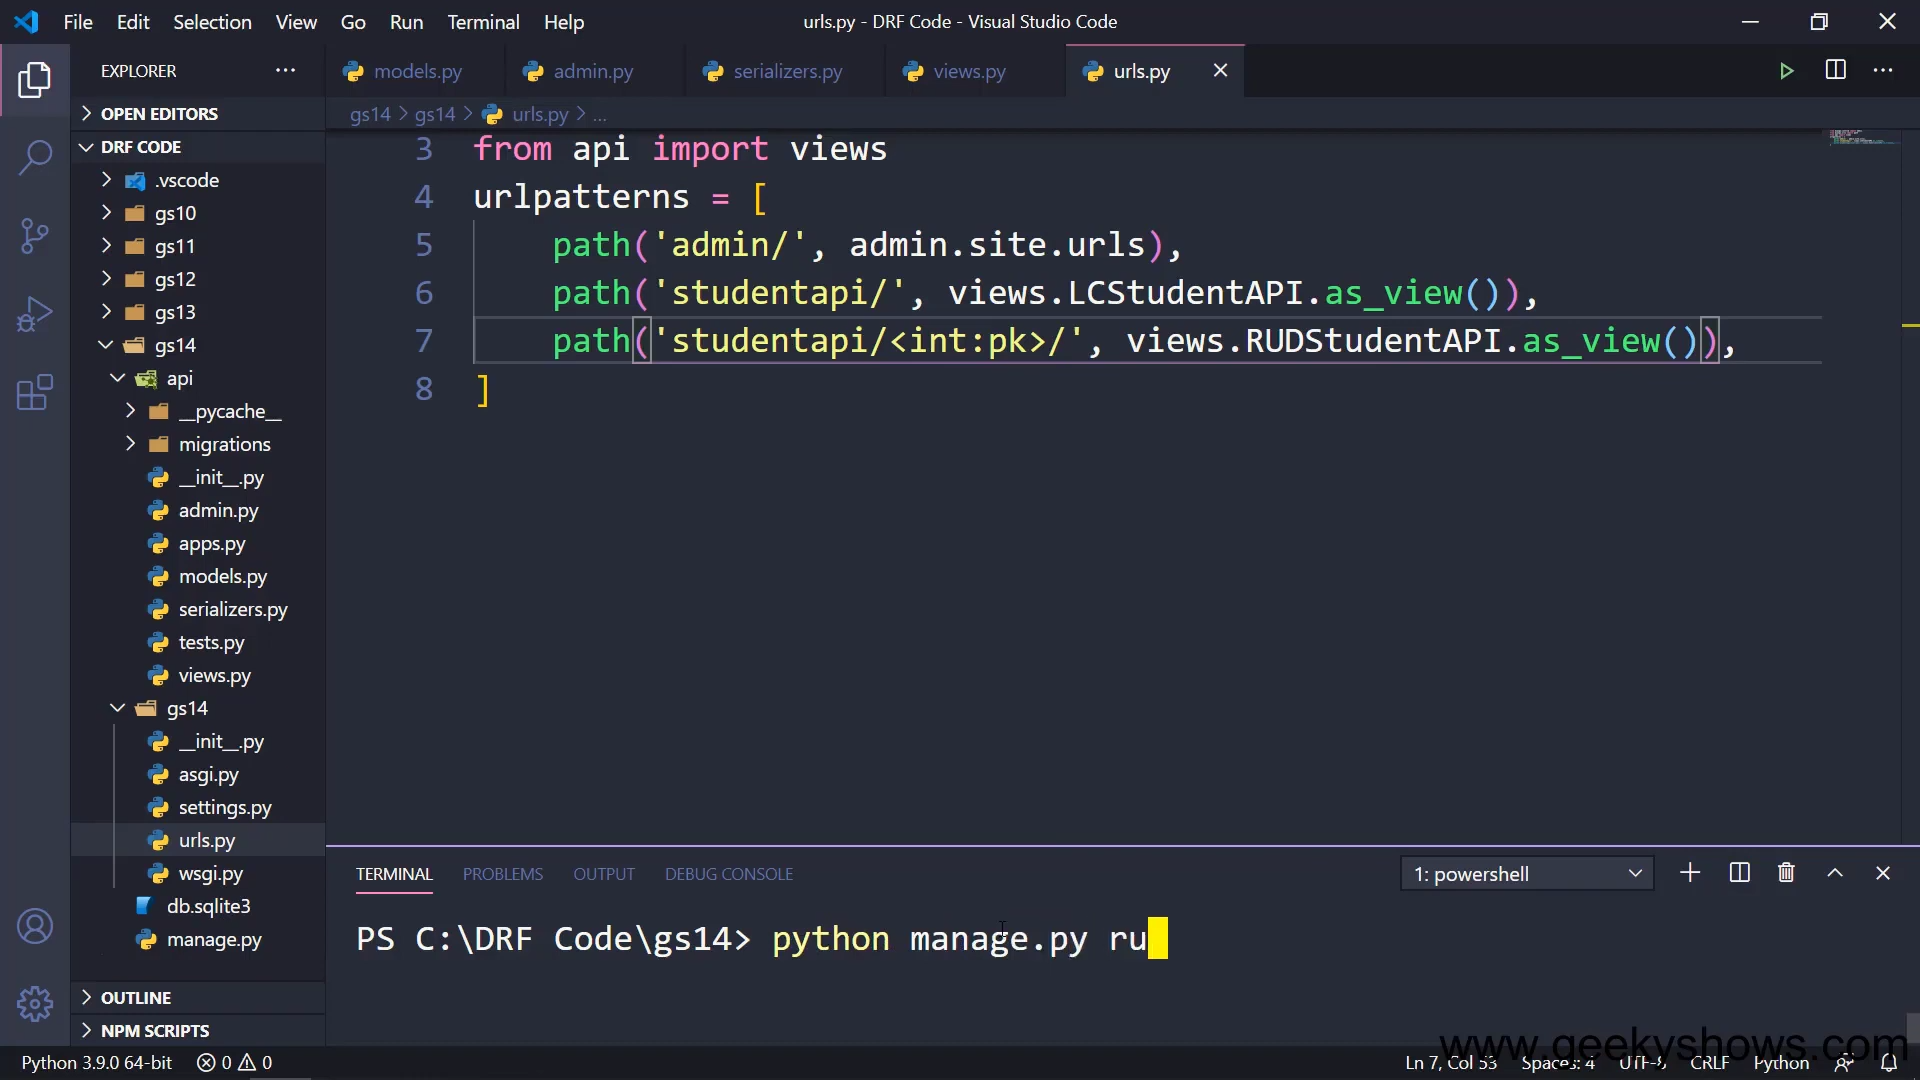 File Edit Selection View Go Run Terminal Help
urls.py - DRF Code - Visual Studio Code
EXPLORER
models.py admin.py serializers.py views.py urls.py
OPEN EDITORS
gs14 > gs14 > urls.py > ...
DRF CODE
.vscode
gs10
gs11
gs12
gs13
gs14
api
__pycache__
migrations
__init__.py
admin.py
apps.py
models.py
serializers.py
tests.py
views.py
gs14
__init__.py
asgi.py
settings.py
urls.py
wsgi.py
db.sqlite3
manage.py
OUTLINE
NPM SCRIPTS
3 from api import views
4 urlpatterns = [
5 path('admin/', admin.site.urls),
6 path('studentapi/', views.LCStudentAPI.as_view()),
7 path('studentapi/<int:pk>/', views.RUDStudentAPI.as_view()),
8 ]
TERMINAL PROBLEMS OUTPUT DEBUG CONSOLE
1: powershell
PS C:\DRF Code\gs14> python manage.py ru
www.geekyshows.com
Python 3.9.0 64-bit 0 0
Ln 7, Col 53 Spaces: 4 UTF-8 CRLF Python